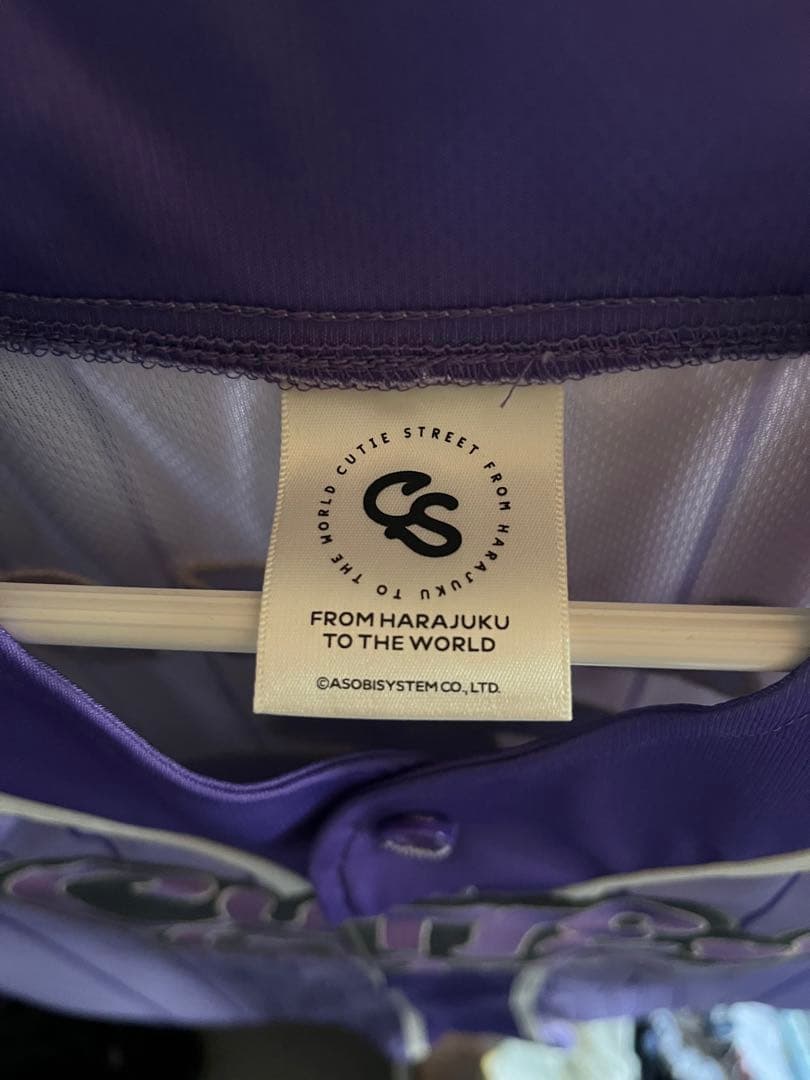 CUTIE STREET FROM HARAJUKU TO THE WORLD
CS
FROM HARAJUKU
TO THE WORLD
©ASOBISYSTEM CO., LTD.